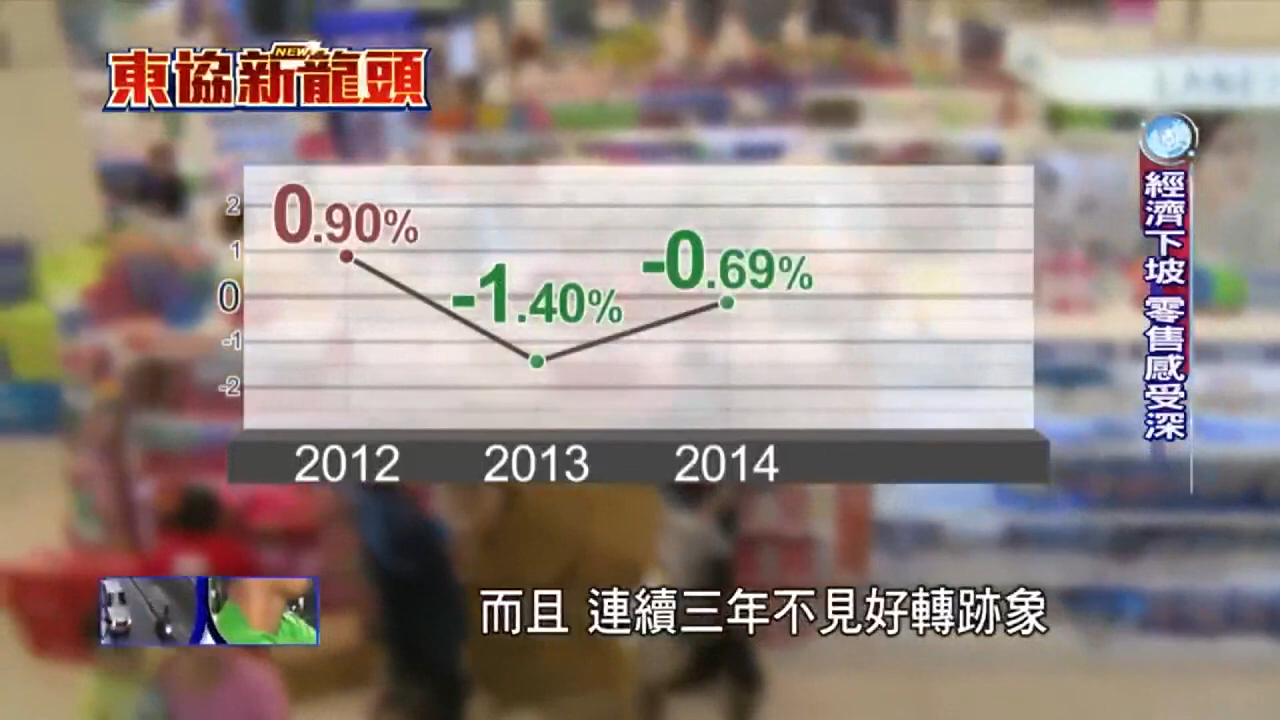 NEW
東協新龍頭
經濟下坡 零售感受深
2
1
0
-1
-2
0.90%
-1.40%
-0.69%
2012 2013 2014
而且 連續三年不見好轉跡象